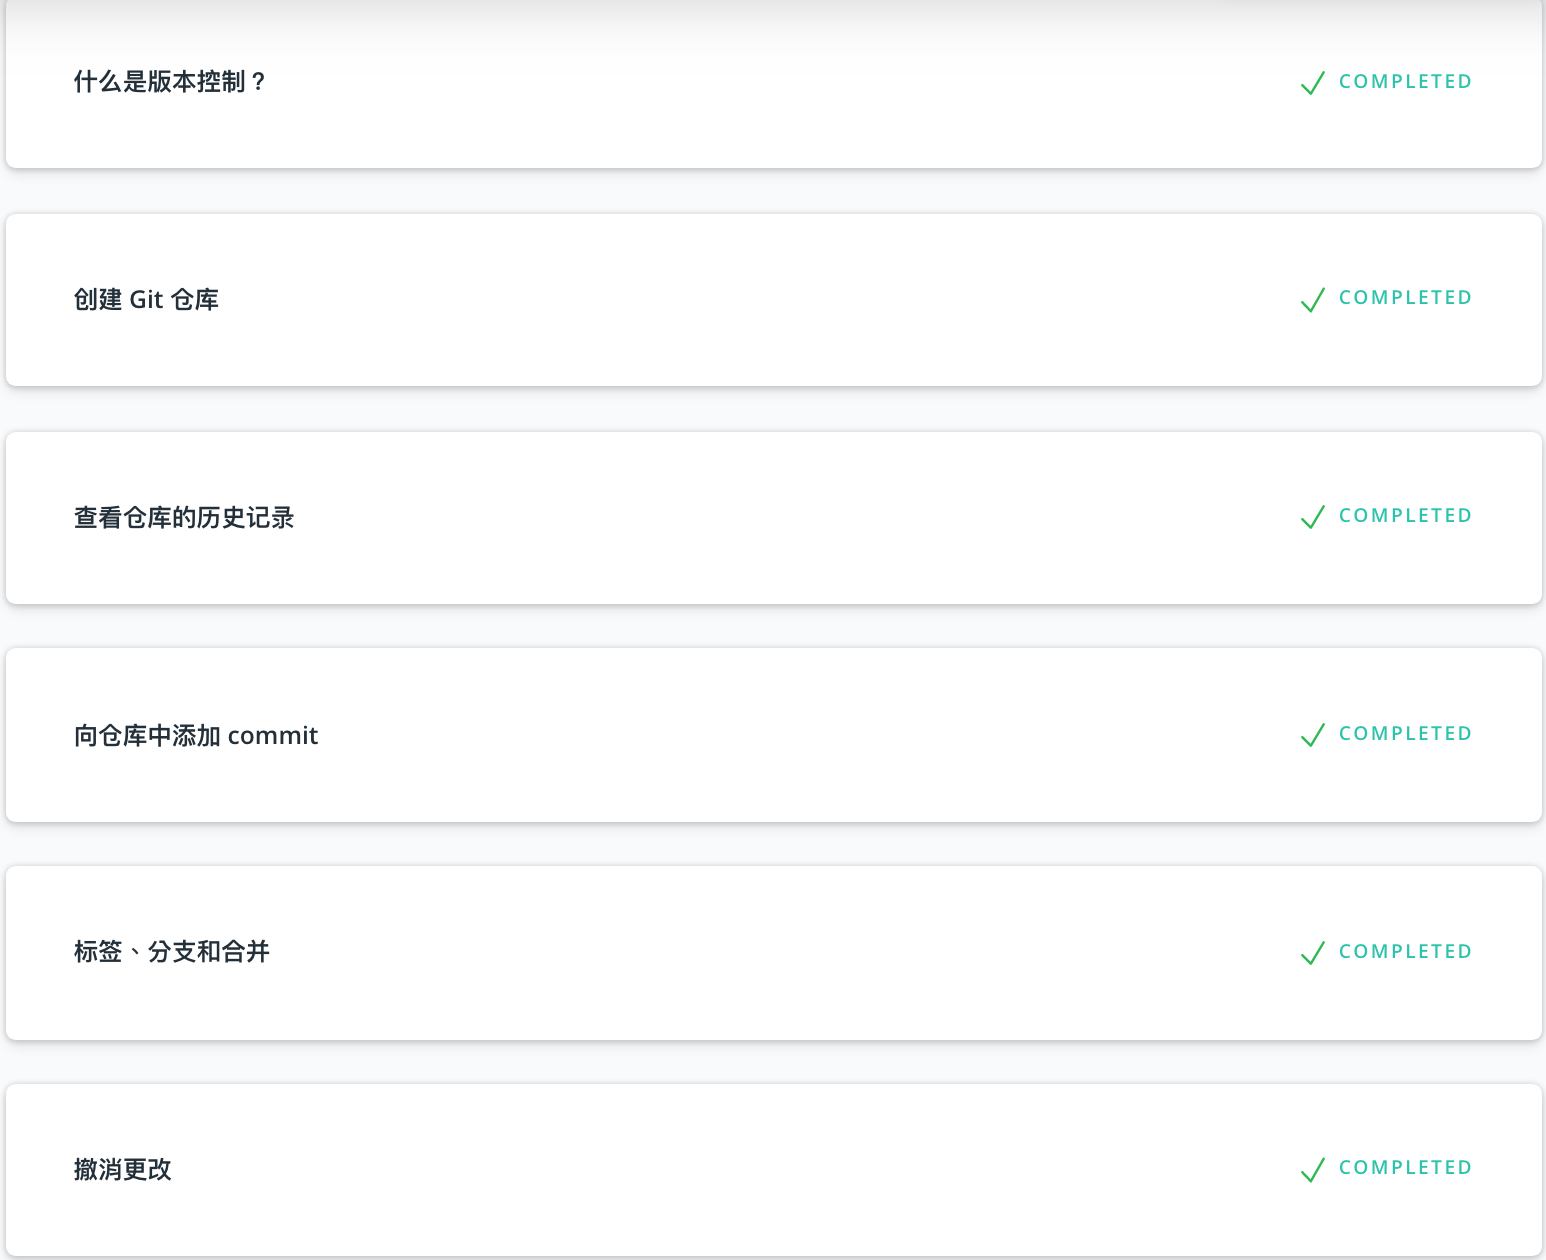 什么是版本控制？
COMPLETED
创建 Git 仓库
COMPLETED
查看仓库的历史记录
COMPLETED
向仓库中添加 commit
COMPLETED
标签、分支和合并
COMPLETED
撤消更改
COMPLETED